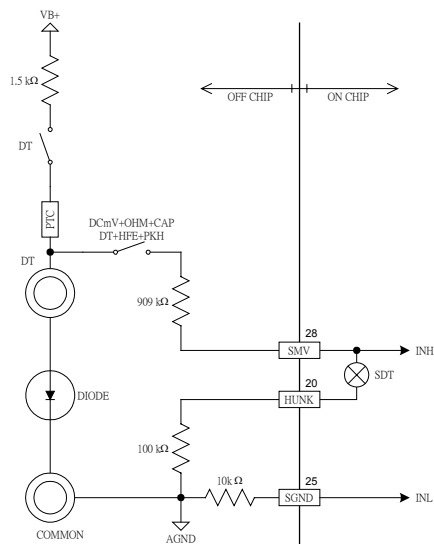 VB+
1.5 kΩ
OFF CHIP
ON CHIP
DT
PTC
DCmV+OHM+CAP
DT+HFE+PKH
DT
909 kΩ
28
SMV
INH
SDT
20
HUNK
DIODE
100 kΩ
10k Ω
25
SGND
INL
COMMON
AGND